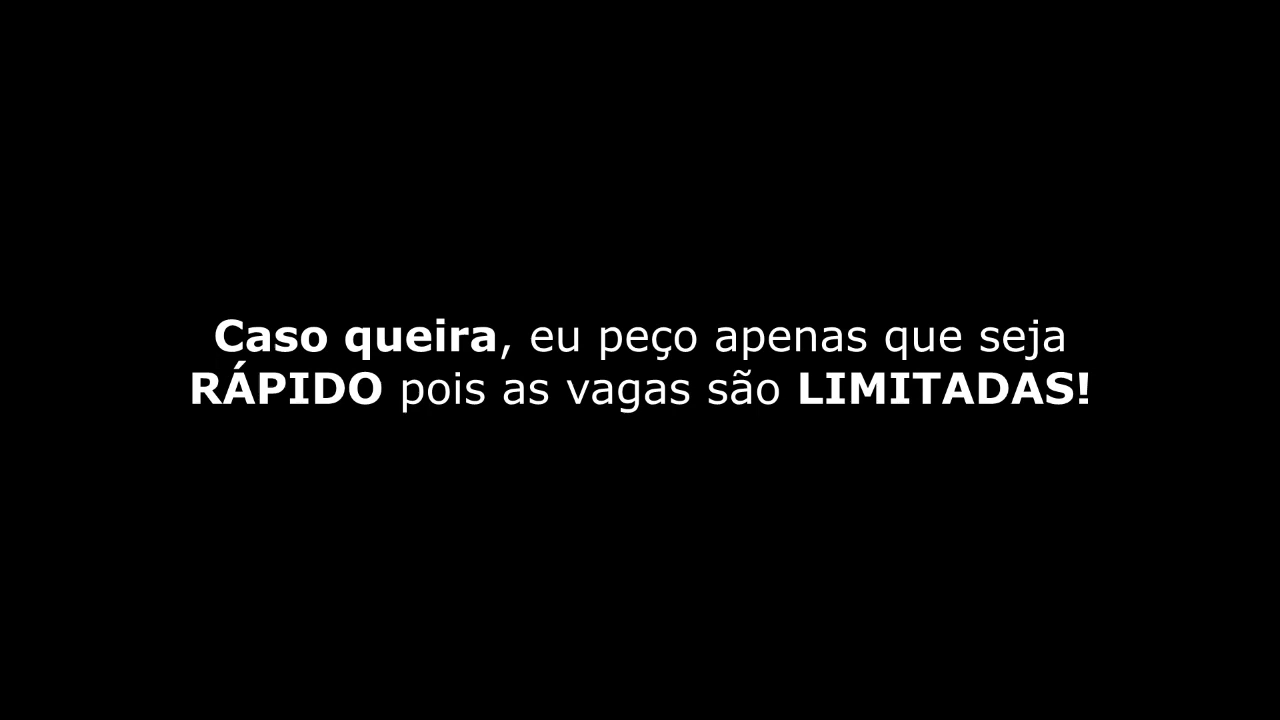 Caso queira, eu peço apenas que seja
RÁPIDO pois as vagas são LIMITADAS!